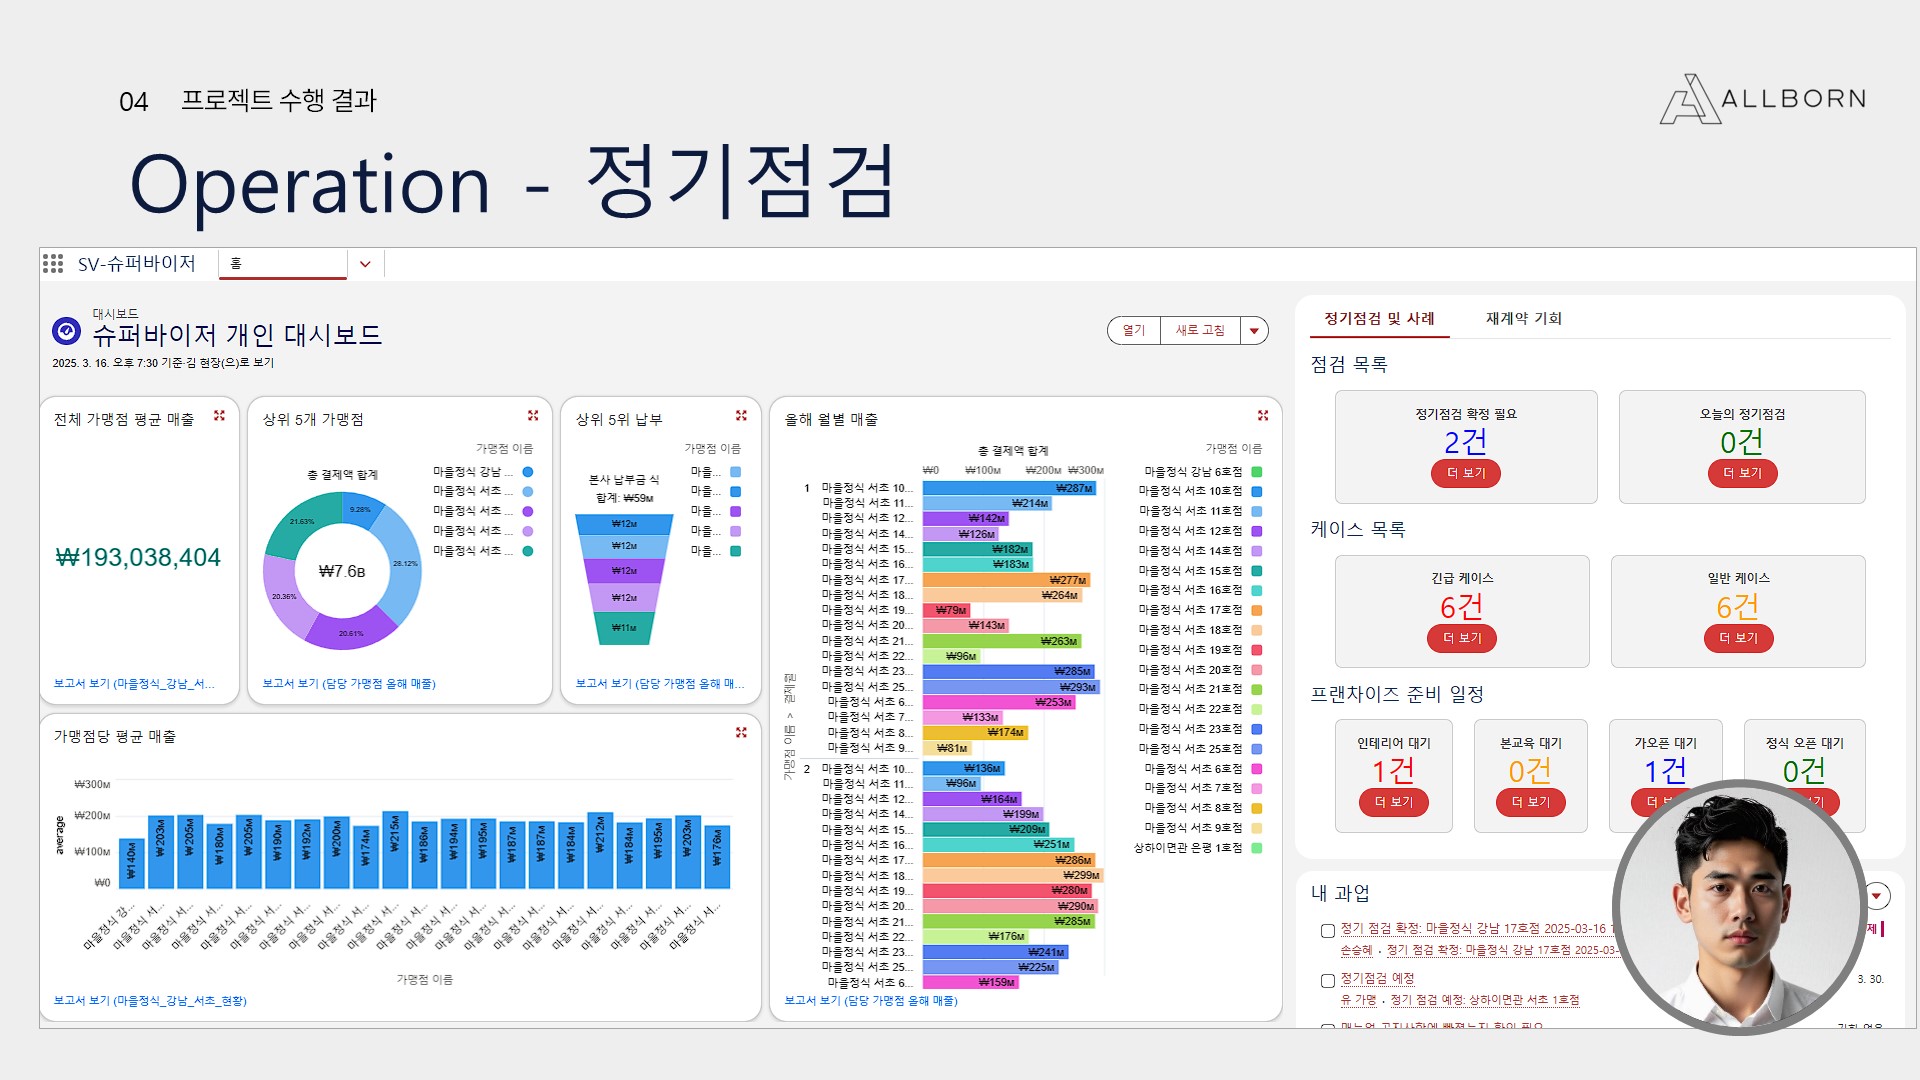 04 프로젝트 수행 결과
ALLBORN
Operation - 정기점검
SV-슈퍼바이저
홈
대시보드
슈퍼바이저 개인 대시보드
2025. 3. 16. 오후 7:30 기준·김 현장(으)로 보기
열기
새로 고침
전체 가맹점 평균 매출
₩193,038,404
보고서 보기 (마을정식_강남_서...
상위 5개 가맹점
가맹점 이름
총 결제액 합계
마을정식 강남 ...
마을정식 서초 ...
마을정식 서초 ...
마을정식 서초 ...
마을정식 서초 ...
9.28%
28.12%
20.61%
20.36%
21.63%
₩7.6B
보고서 보기 (담당 가맹점 올해 매출)
상위 5위 납부
가맹점 이름
본사 납부금 식
합계: ₩59M
마을...
마을...
마을...
마을...
마을...
₩12M
₩12M
₩12M
₩12M
₩11M
보고서 보기 (담당 가맹점 올해 매...
올해 월별 매출
총 결제액 합계
₩0 ₩100M ₩200M ₩300M
가맹점 이름 > 결제월
1
마을정식 서초 10... ₩287M
마을정식 서초 11... ₩214M
마을정식 서초 12... ₩142M
마을정식 서초 14... ₩126M
마을정식 서초 15... ₩182M
마을정식 서초 16... ₩183M
마을정식 서초 17... ₩277M
마을정식 서초 18... ₩264M
마을정식 서초 19... ₩79M
마을정식 서초 20... ₩143M
마을정식 서초 21... ₩263M
마을정식 서초 22... ₩96M
마을정식 서초 23... ₩285M
마을정식 서초 25... ₩293M
마을정식 서초 6... ₩253M
마을정식 서초 7... ₩133M
마을정식 서초 8... ₩174M
마을정식 서초 9... ₩81M
2
마을정식 서초 10... ₩136M
마을정식 서초 11... ₩96M
마을정식 서초 12... ₩164M
마을정식 서초 14... ₩199M
마을정식 서초 15... ₩209M
마을정식 서초 16... ₩251M
마을정식 서초 17... ₩286M
마을정식 서초 18... ₩299M
마을정식 서초 19... ₩280M
마을정식 서초 20... ₩290M
마을정식 서초 21... ₩285M
마을정식 서초 22... ₩176M
마을정식 서초 23... ₩241M
마을정식 서초 25... ₩225M
마을정식 서초 6... ₩159M
가맹점 이름
마을정식 강남 6호점
마을정식 서초 10호점
마을정식 서초 11호점
마을정식 서초 12호점
마을정식 서초 14호점
마을정식 서초 15호점
마을정식 서초 16호점
마을정식 서초 17호점
마을정식 서초 18호점
마을정식 서초 19호점
마을정식 서초 20호점
마을정식 서초 21호점
마을정식 서초 22호점
마을정식 서초 23호점
마을정식 서초 25호점
마을정식 서초 6호점
마을정식 서초 7호점
마을정식 서초 8호점
마을정식 서초 9호점
상하이면관 은평 1호점
보고서 보기 (담당 가맹점 올해 매출)
가맹점당 평균 매출
average
₩300M
₩200M
₩100M
₩0
₩140M ₩203M ₩205M ₩180M ₩205M ₩190M ₩192M ₩200M ₩174M ₩215M ₩186M ₩194M ₩195M ₩187M ₩187M ₩184M ₩212M ₩184M ₩195M ₩203M ₩176M
마을정식 강... 마을정식 서... 마을정식 서... 마을정식 서... 마을정식 서... 마을정식 서... 마을정식 서... 마을정식 서... 마을정식 서... 마을정식 서... 마을정식 서... 마을정식 서... 마을정식 서... 마을정식 서... 마을정식 서... 마을정식 서... 마을정식 서... 마을정식 서... 마을정식 서... 마을정식 서... 마을정식 서...
가맹점 이름
보고서 보기 (마을정식_강남_서초_현황)
정기점검 및 사례
재계약 기회
점검 목록
정기점검 확정 필요
2건
더 보기
오늘의 정기점검
0건
더 보기
케이스 목록
긴급 케이스
6건
더 보기
일반 케이스
6건
더 보기
프랜차이즈 준비 일정
인테리어 대기
1건
더 보기
본교육 대기
0건
더 보기
가오픈 대기
1건
더 보
정식 오픈 대기
0건
보기
내 과업
정기 점검 확정: 마을정식 강남 17호점 2025-03-16 1
제
손승혜 · 정기 점검 확정: 마을정식 강남 17호점 2025-03-
정기점검 예정
3. 30.
유 가맹 · 정기 점검 예정: 상하이면관 서초 1호점